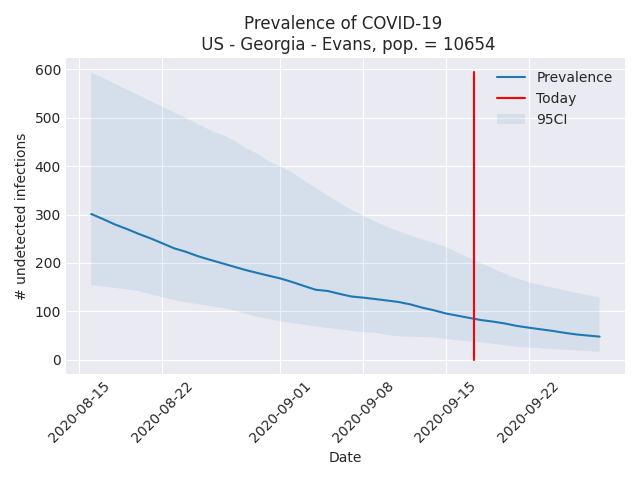 Prevalence of COVID-19
US - Georgia - Evans, pop. = 10654
600
500
400
300
200
100
0
# undetected infections
Prevalence
Today
95CI
2020-08-15
2020-08-22
2020-09-01
2020-09-08
2020-09-15
2020-09-22
Date